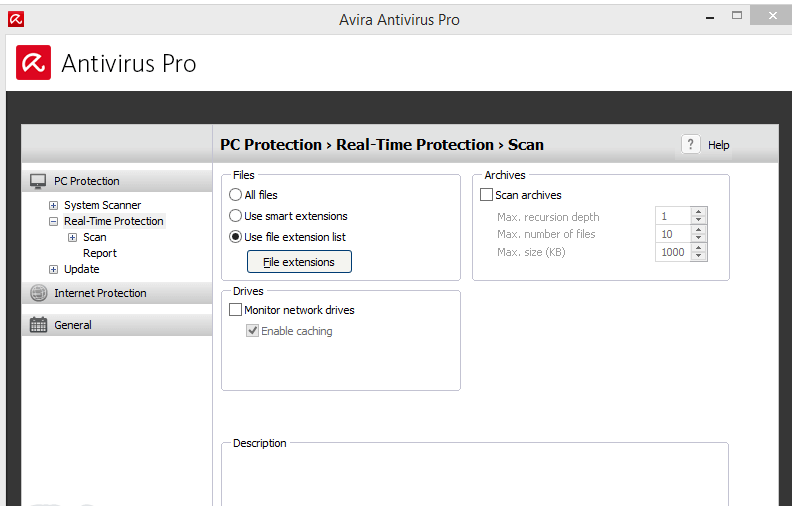 Avira Antivirus Pro
Antivirus Pro
PC Protection › Real-Time Protection › Scan
? Help
PC Protection
System Scanner
Real-Time Protection
Scan
Report
Update
Internet Protection
General
Files
All files
Use smart extensions
Use file extension list
File extensions
Archives
Scan archives
Max. recursion depth 1
Max. number of files 10
Max. size (KB) 1000
Drives
Monitor network drives
Enable caching
Description